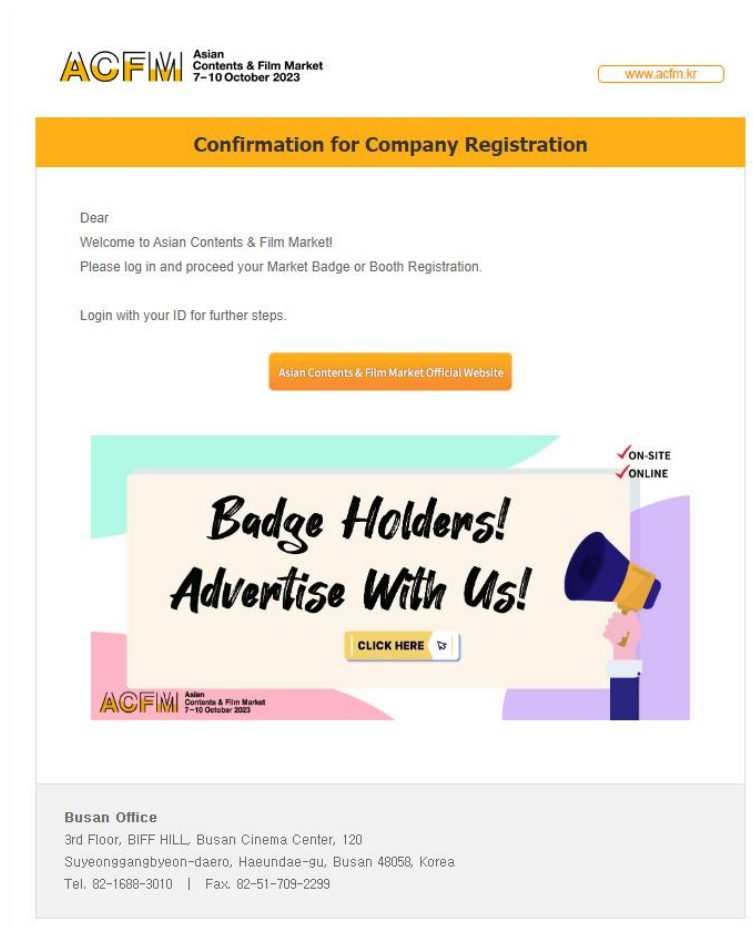 ACFM
Asian
Contents & Film Market
7–10 October 2023
www.acfm.kr
Confirmation for Company Registration
Dear
Welcome to Asian Contents & Film Market!
Please log in and proceed your Market Badge or Booth Registration.
Login with your ID for further steps.
Asian Contents & Film Market Official Website
ON-SITE
ONLINE
Badge Holders!
Advertise With Us!
CLICK HERE
ACFM
Asian
Contents & Film Market
7–10 October 2023
Busan Office
3rd Floor, BIFF HILL, Busan Cinema Center, 120
Suyeonggangbyeon-daero, Haeundae-gu, Busan 48058, Korea
Tel. 82-1688-3010 | Fax. 82-51-709-2299